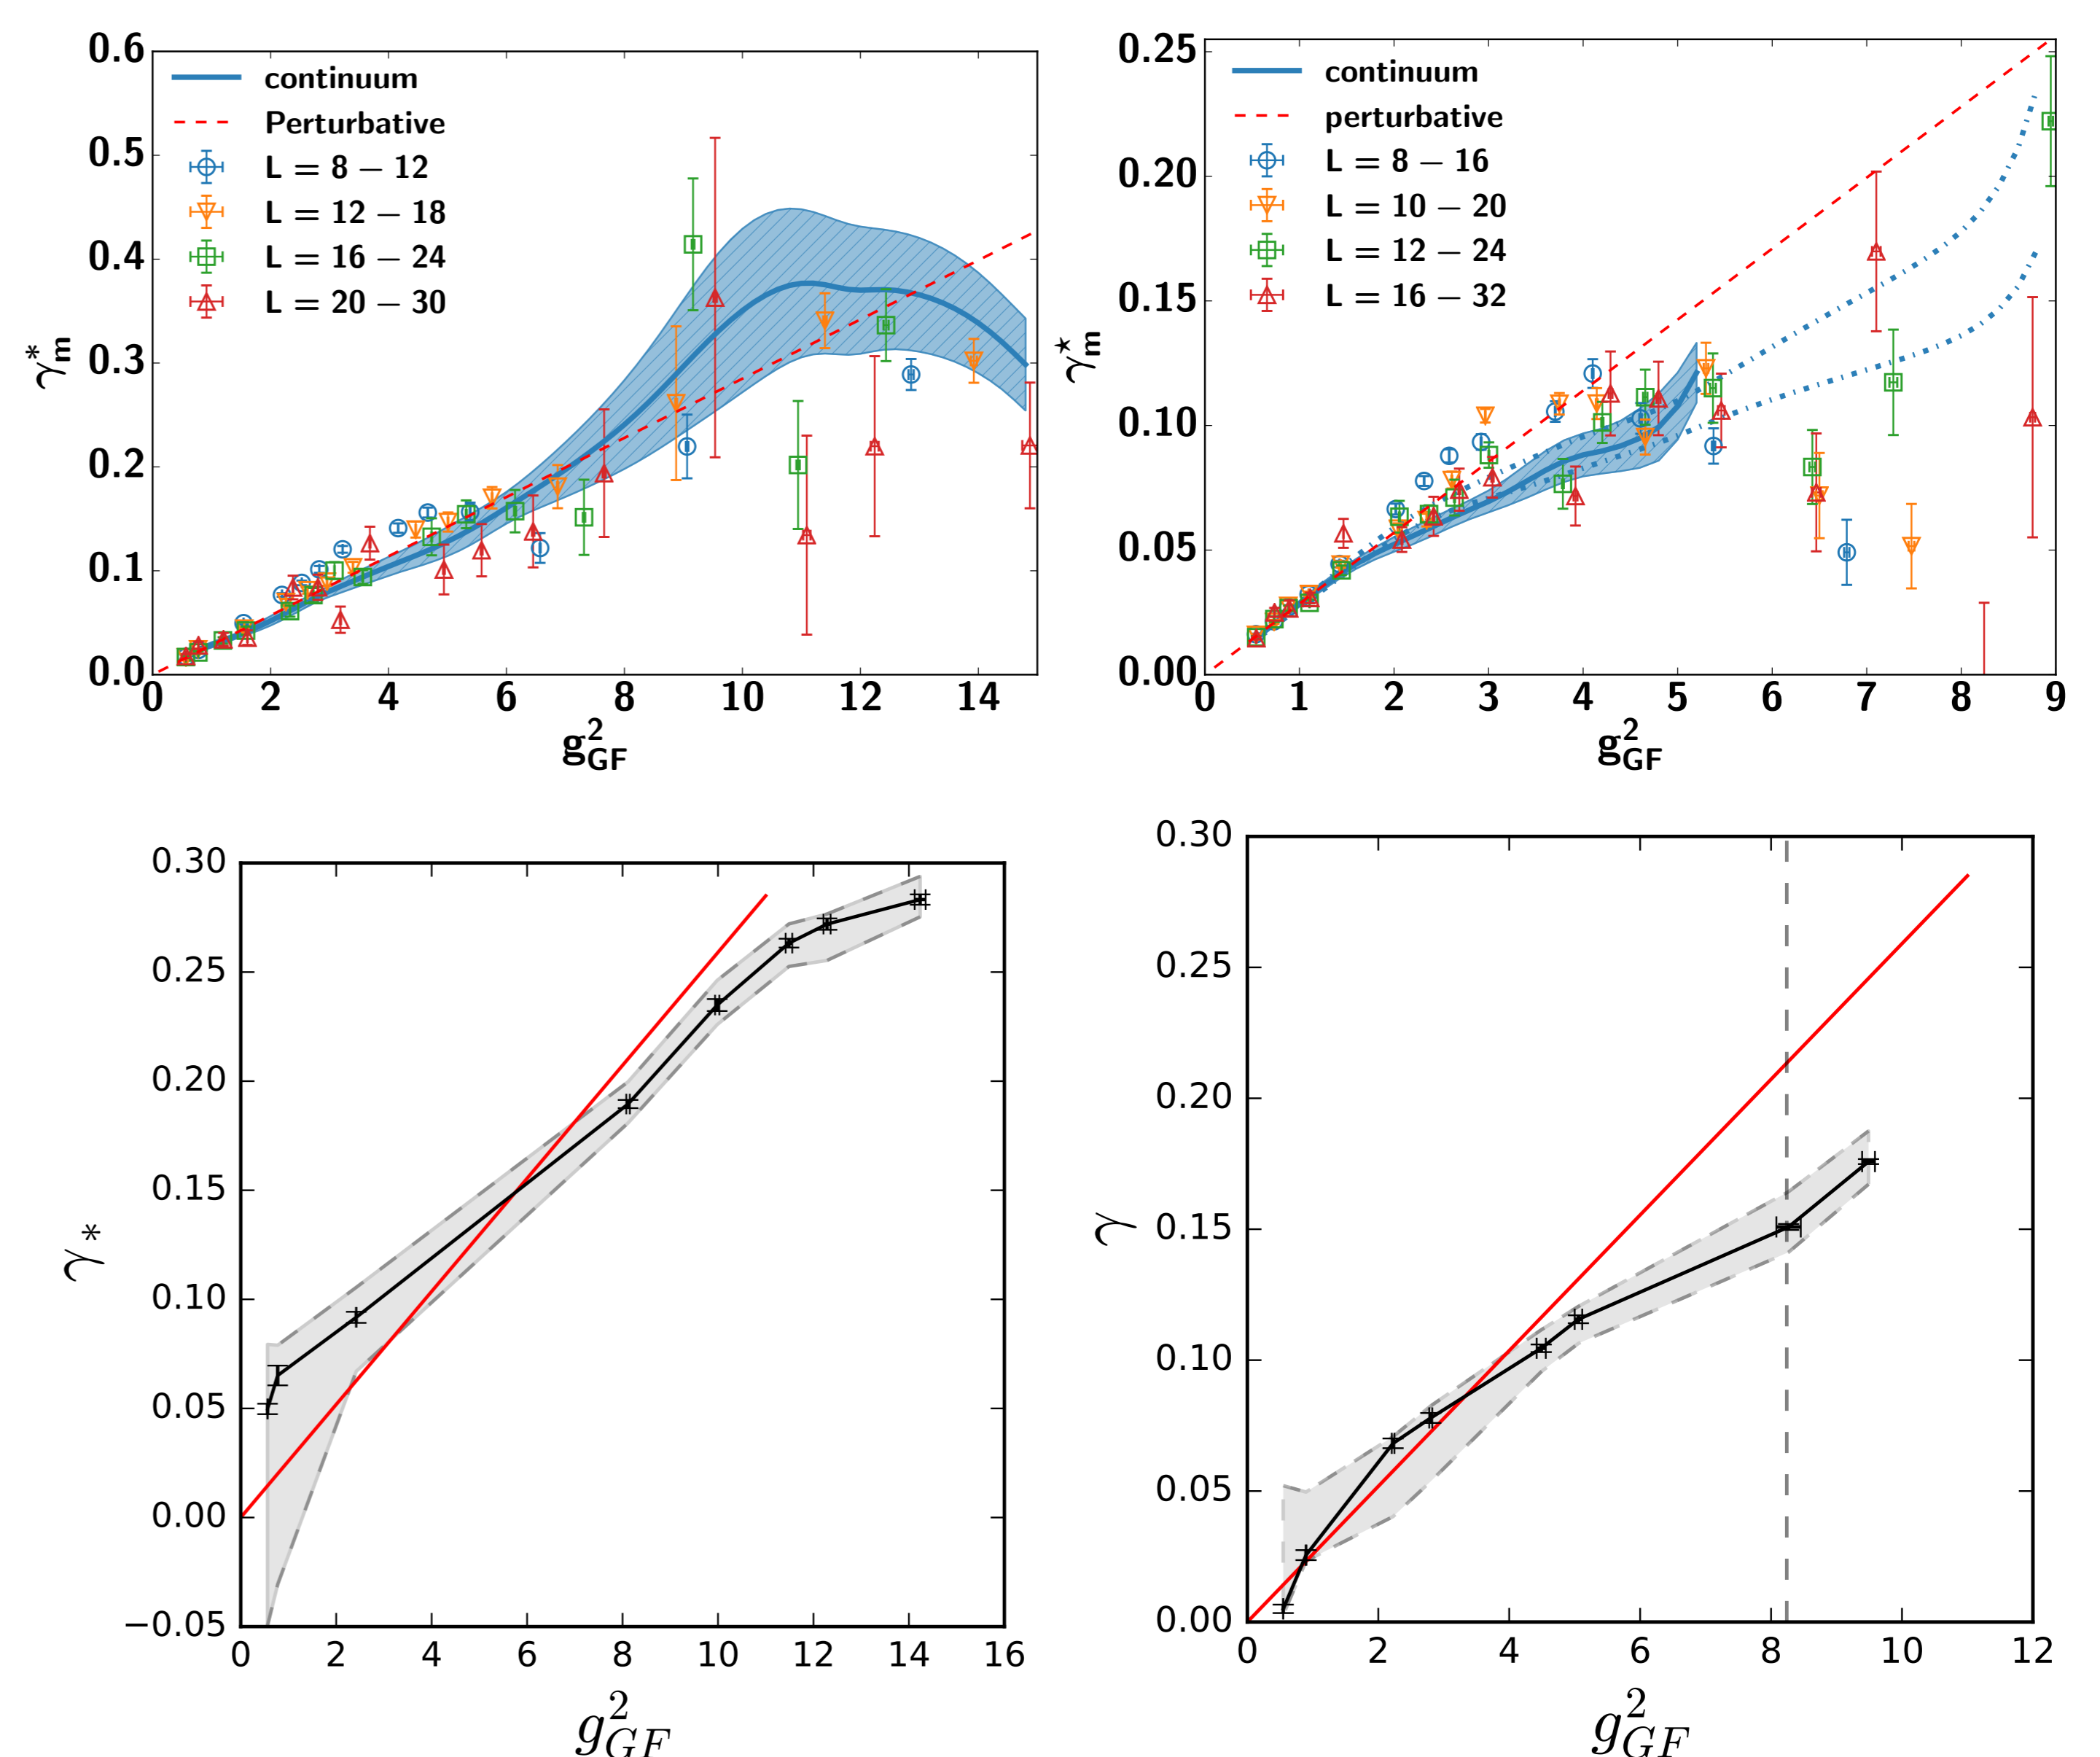 0.6
0.5
0.4
0.3
0.2
0.1
0.0
γ*m
continuum
Perturbative
L = 8 − 12
L = 12 − 18
L = 16 − 24
L = 20 − 30
0 2 4 6 8 10 12 14
g²GF
0.25
0.20
0.15
0.10
0.05
0.00
γ⋆m
continuum
perturbative
L = 8 − 16
L = 10 − 20
L = 12 − 24
L = 16 − 32
0 1 2 3 4 5 6 7 8 9
g²GF
0.30
0.25
0.20
0.15
0.10
0.05
0.00
−0.05
γ*
0 2 4 6 8 10 12 14 16
g²GF
0.30
0.25
0.20
0.15
0.10
0.05
0.00
γ
0 2 4 6 8 10 12
g²GF